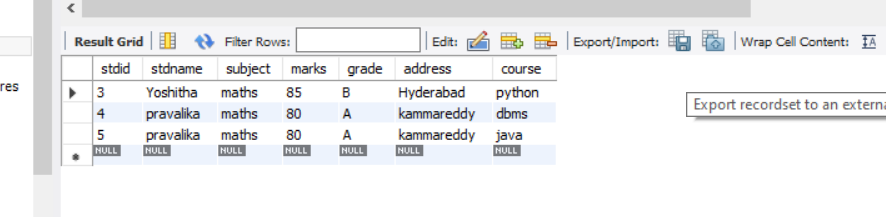 Result Grid Filter Rows: Edit: Export/Import: Wrap Cell Content: IA
stdid stdname subject marks grade address course
res
3 Yoshitha maths 85 B Hyderabad python
Export recordset to an externa
4 pravalika maths 80 A kammareddy dbms
5 pravalika maths 80 A kammareddy java
NULL NULL NULL NULL NULL NULL NULL